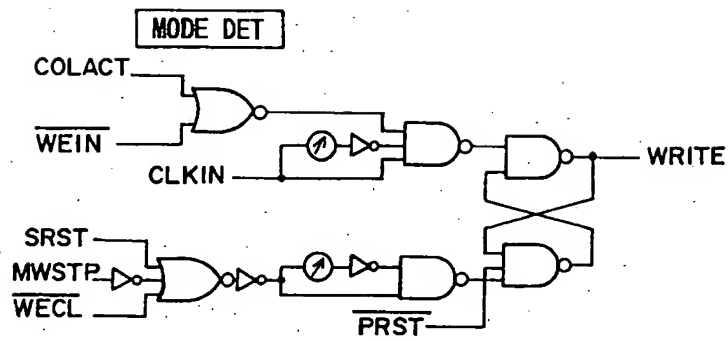 MODE DET
COLACT
WEIN
CLKIN
WRITE
SRST
MWSTP
WECL
PRST